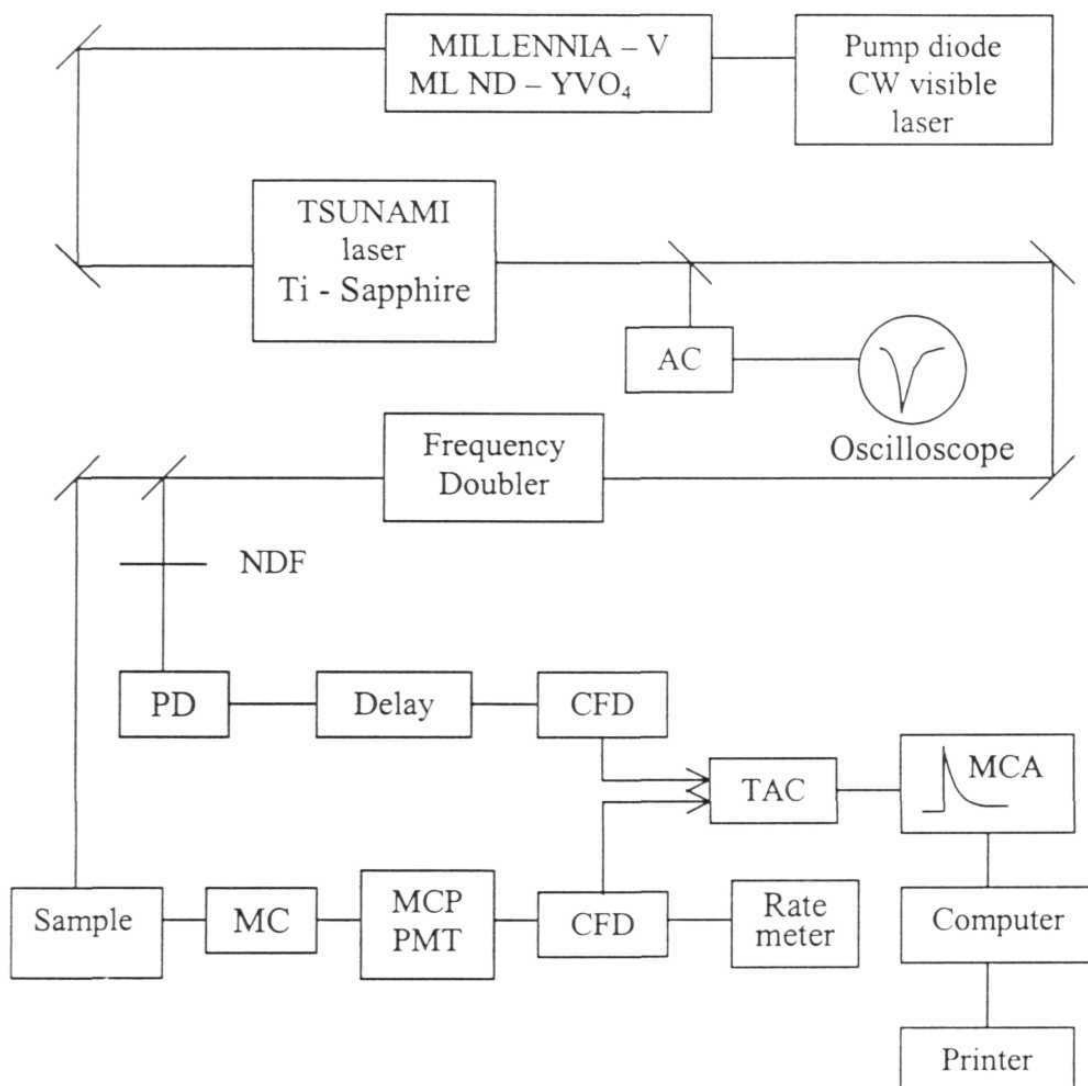 MILLENNIA – V
ML ND – YVO₄
Pump diode
CW visible
laser
TSUNAMI
laser
Ti - Sapphire
AC
Oscilloscope
Frequency
Doubler
NDF
PD
Delay
CFD
TAC
MCA
Sample
MC
MCP
PMT
CFD
Rate
meter
Computer
Printer